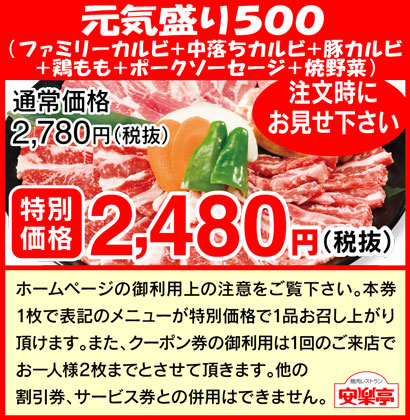 元気盛り500
(ファミリーカルビ+中落ちカルビ+豚カルビ
+鶏もも+ポークソーセージ+焼野菜)
通常価格
2,780円(税抜)
注文時に
お見せ下さい
特別
価格
2,480円(税抜)
ホームページの御利用上の注意をご覧下さい。本券
1枚で表記のメニューが特別価格で1品お召し上がり
頂けます。また、クーポン券の御利用は1回のご来店で
お一人様2枚までとさせて頂きます。他の
割引券、サービス券との併用はできません。
焼肉レストラン
安楽亭